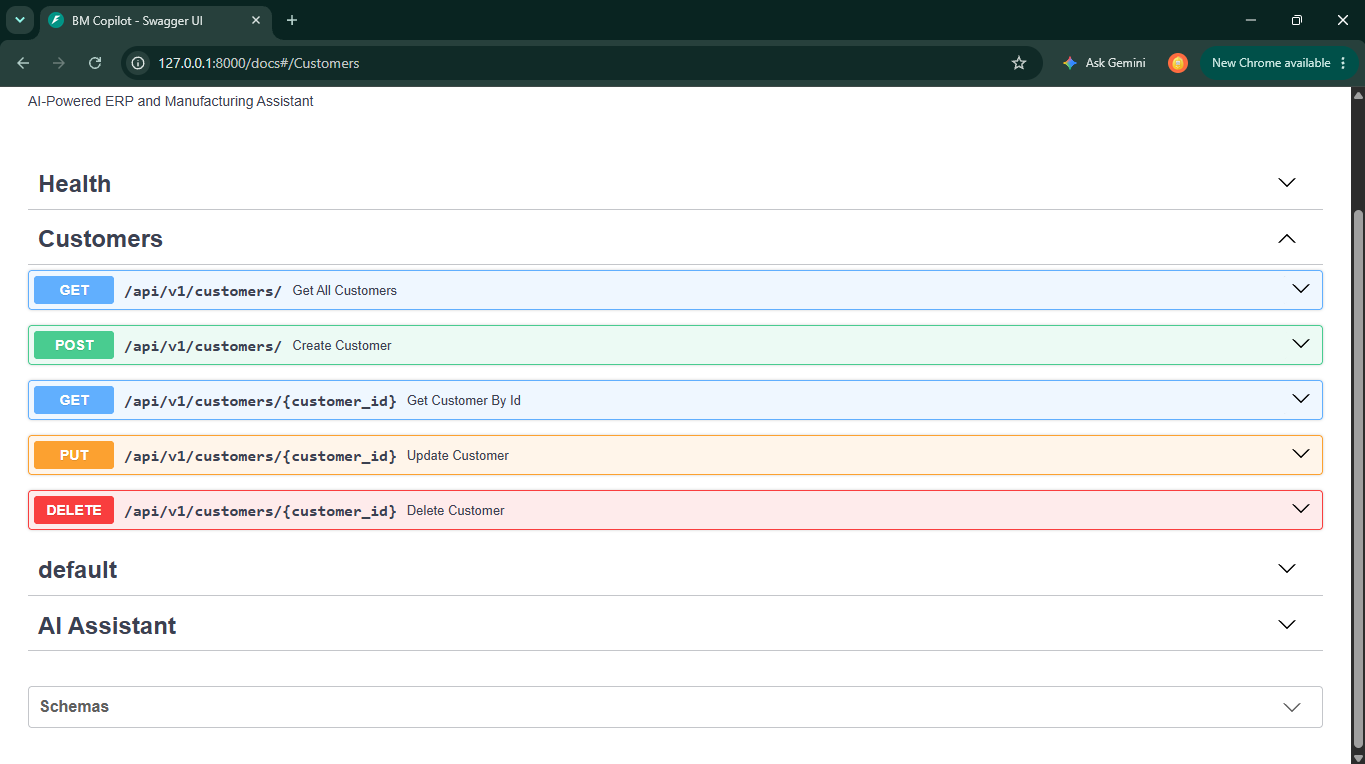 BM Copilot - Swagger UI
127.0.0.1:8000/docs#/Customers
Ask Gemini
New Chrome available
AI-Powered ERP and Manufacturing Assistant
Health
Customers
GET /api/v1/customers/ Get All Customers
POST /api/v1/customers/ Create Customer
GET /api/v1/customers/{customer_id} Get Customer By Id
PUT /api/v1/customers/{customer_id} Update Customer
DELETE /api/v1/customers/{customer_id} Delete Customer
default
AI Assistant
Schemas